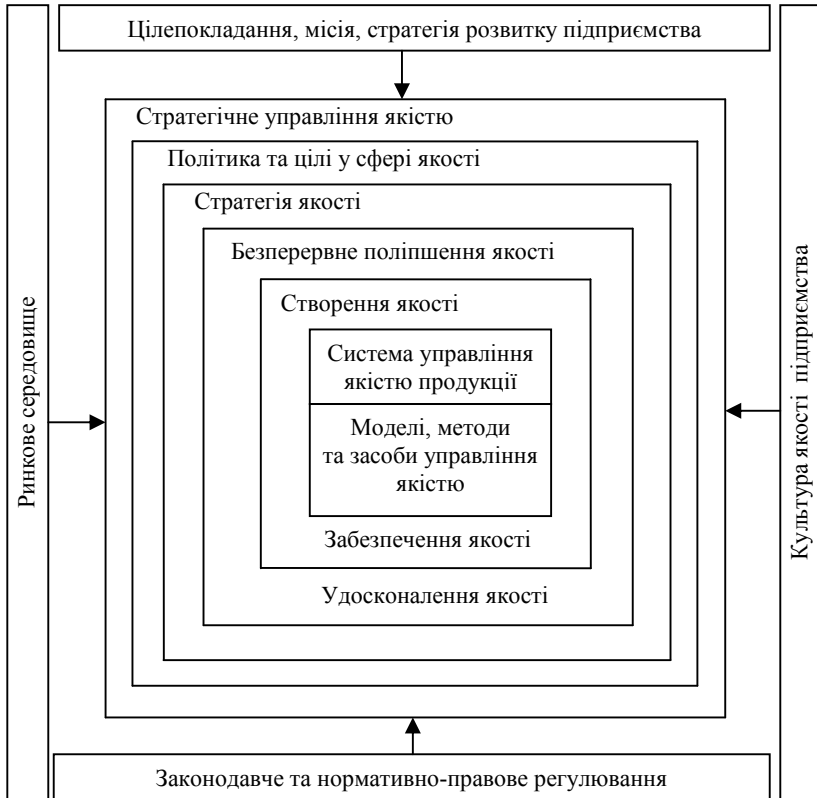 Цілепокладання, місія, стратегія розвитку підприємства
Стратегічне управління якістю
Політика та цілі у сфері якості
Стратегія якості
Безперервне поліпшення якості
Створення якості
Система управління
якістю продукції
Моделі, методи
та засоби управління
якістю
Забезпечення якості
Удосконалення якості
Ринкове середовище
Культура якості підприємства
Законодавче та нормативно-правове регулювання